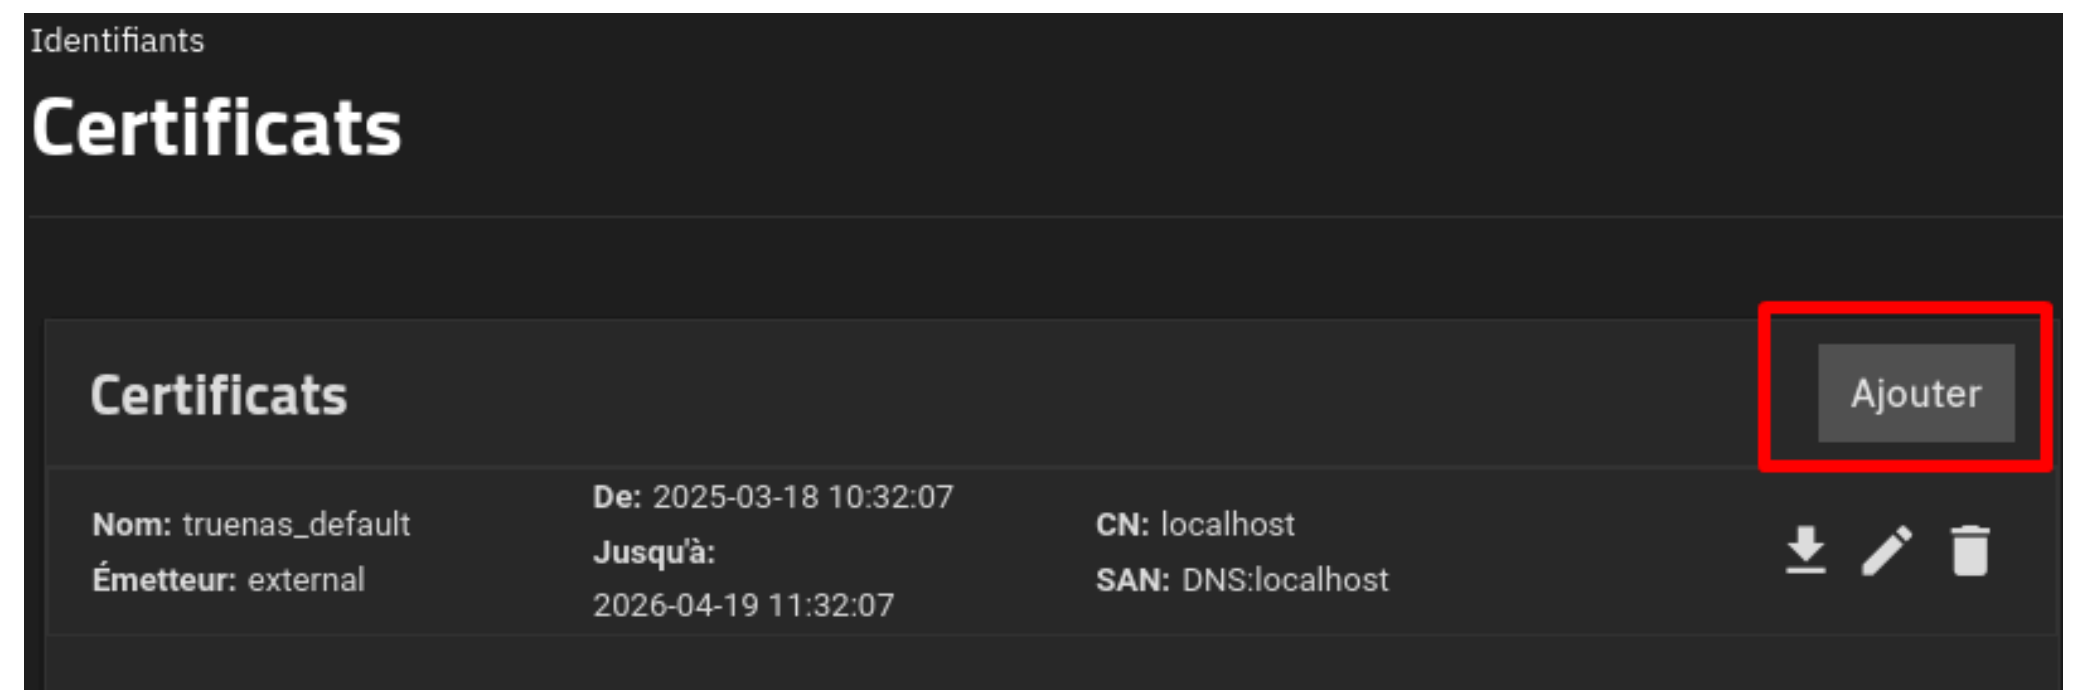 Identifiants
Certificats
Certificats
Ajouter
Nom: truenas_default
Émetteur: external
De: 2025-03-18 10:32:07
Jusqu'à:
2026-04-19 11:32:07
CN: localhost
SAN: DNS:localhost